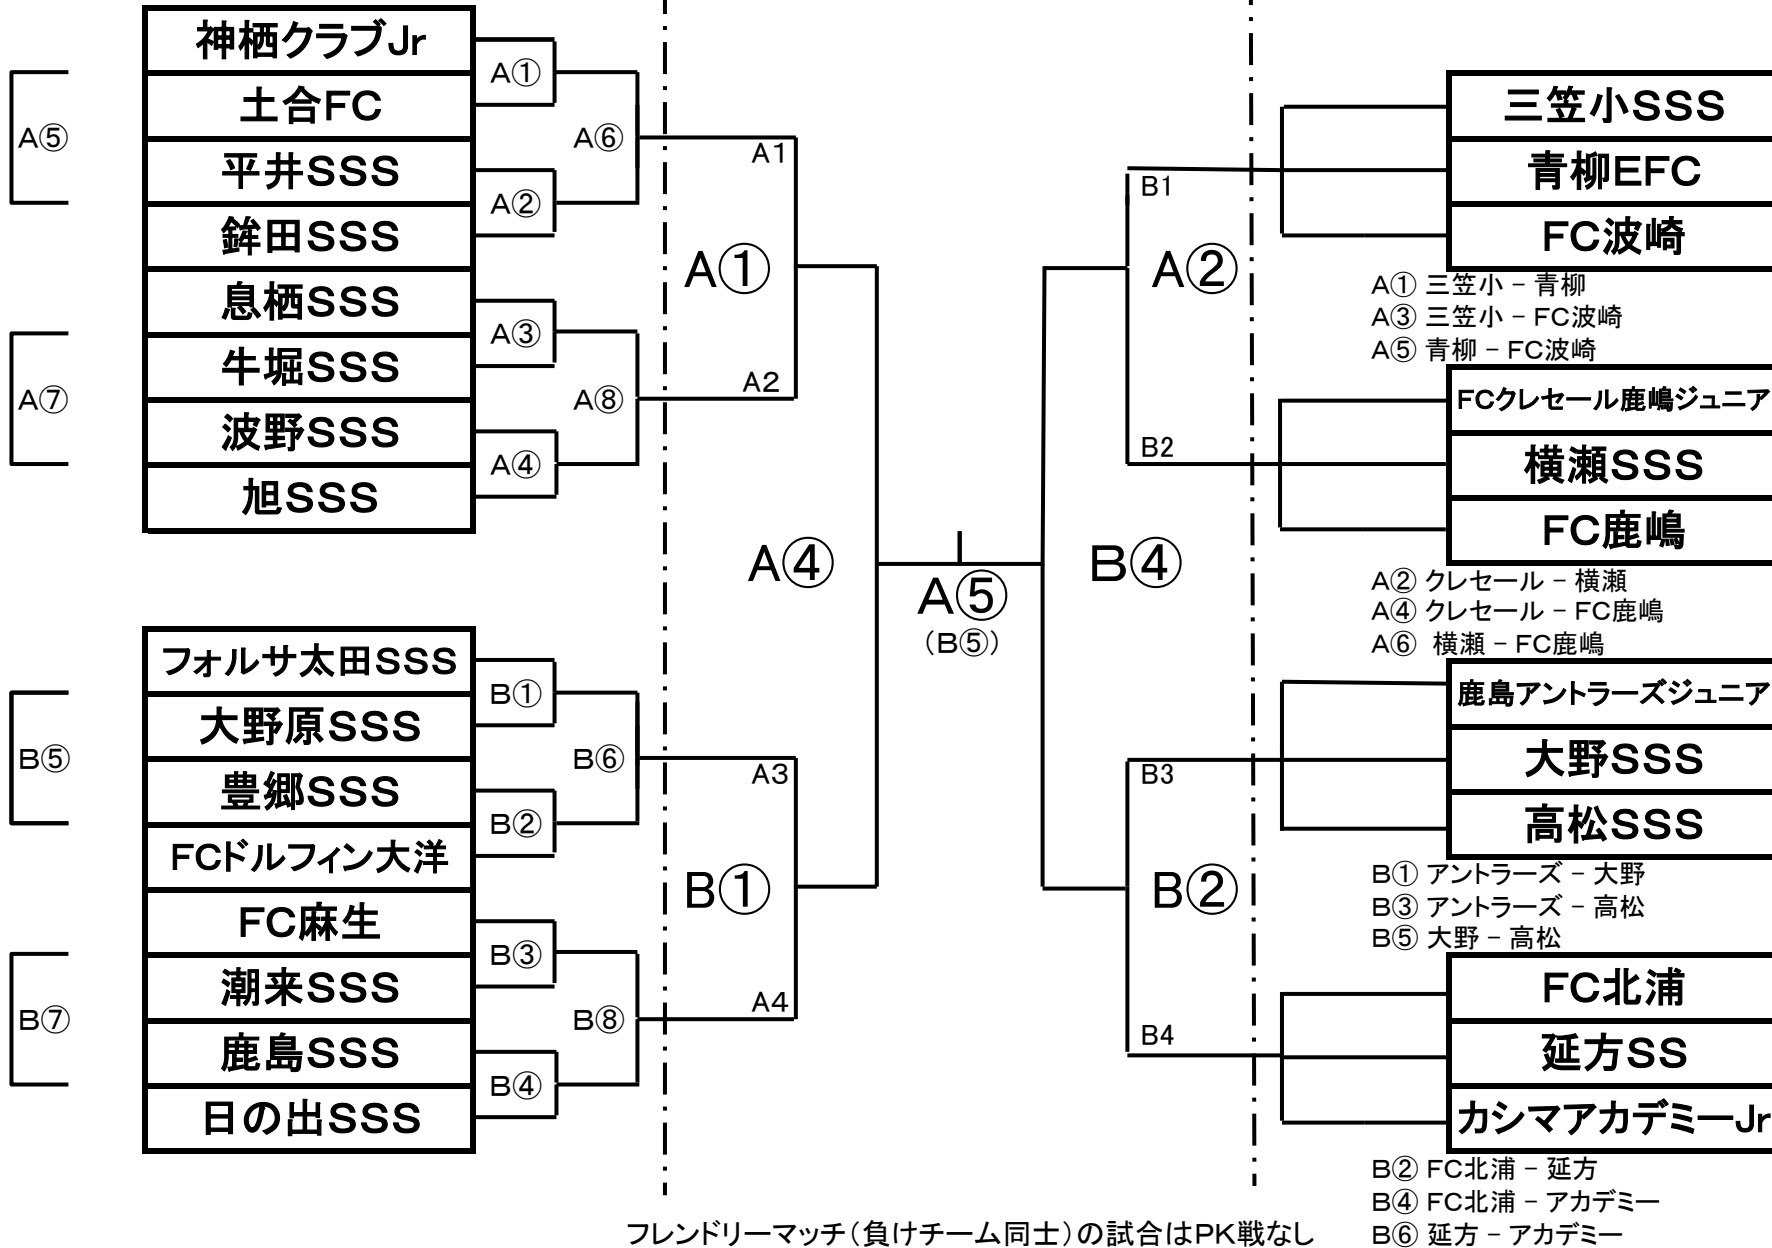 神栖クラブJr
土合FC
平井SSS
鉾田SSS
息栖SSS
牛堀SSS
波野SSS
旭SSS
A⑤
A⑦
A①
A②
A③
A④
A⑥
A⑧
フォルサ太田SSS
大野原SSS
豊郷SSS
FCドルフィン大洋
FC麻生
潮来SSS
鹿島SSS
日の出SSS
B⑤
B⑦
B①
B②
B③
B④
B⑥
B⑧
A1
A①
A2
A3
B①
A4
A④
A⑤
(B⑤)
B④
B1
A②
B2
B3
B②
B4
三笠小SSS
青柳EFC
FC波崎
A① 三笠小 - 青柳
A③ 三笠小 - FC波崎
A⑤ 青柳 - FC波崎
FCクレセール鹿嶋ジュニア
横瀬SSS
FC鹿嶋
A② クレセール - 横瀬
A④ クレセール - FC鹿嶋
A⑥ 横瀬 - FC鹿嶋
鹿島アントラーズジュニア
大野SSS
高松SSS
B① アントラーズ - 大野
B③ アントラーズ - 高松
B⑤ 大野 - 高松
FC北浦
延方SS
カシマアカデミーJr
B② FC北浦 - 延方
B④ FC北浦 - アカデミー
B⑥ 延方 - アカデミー
フレンドリーマッチ(負けチーム同士)の試合はPK戦なし